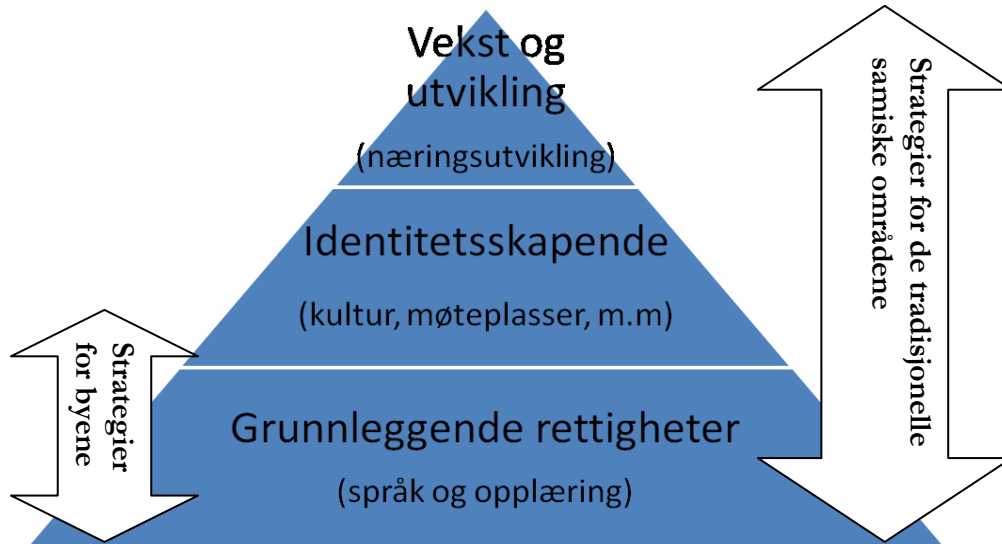 Vekst og
utvikling
(næringsutvikling)
Identitetsskapende
(kultur, møteplasser, m.m)
Grunnleggende rettigheter
(språk og opplæring)
Strategier
for byene
Strategier for de tradisjonelle
samiske områdene